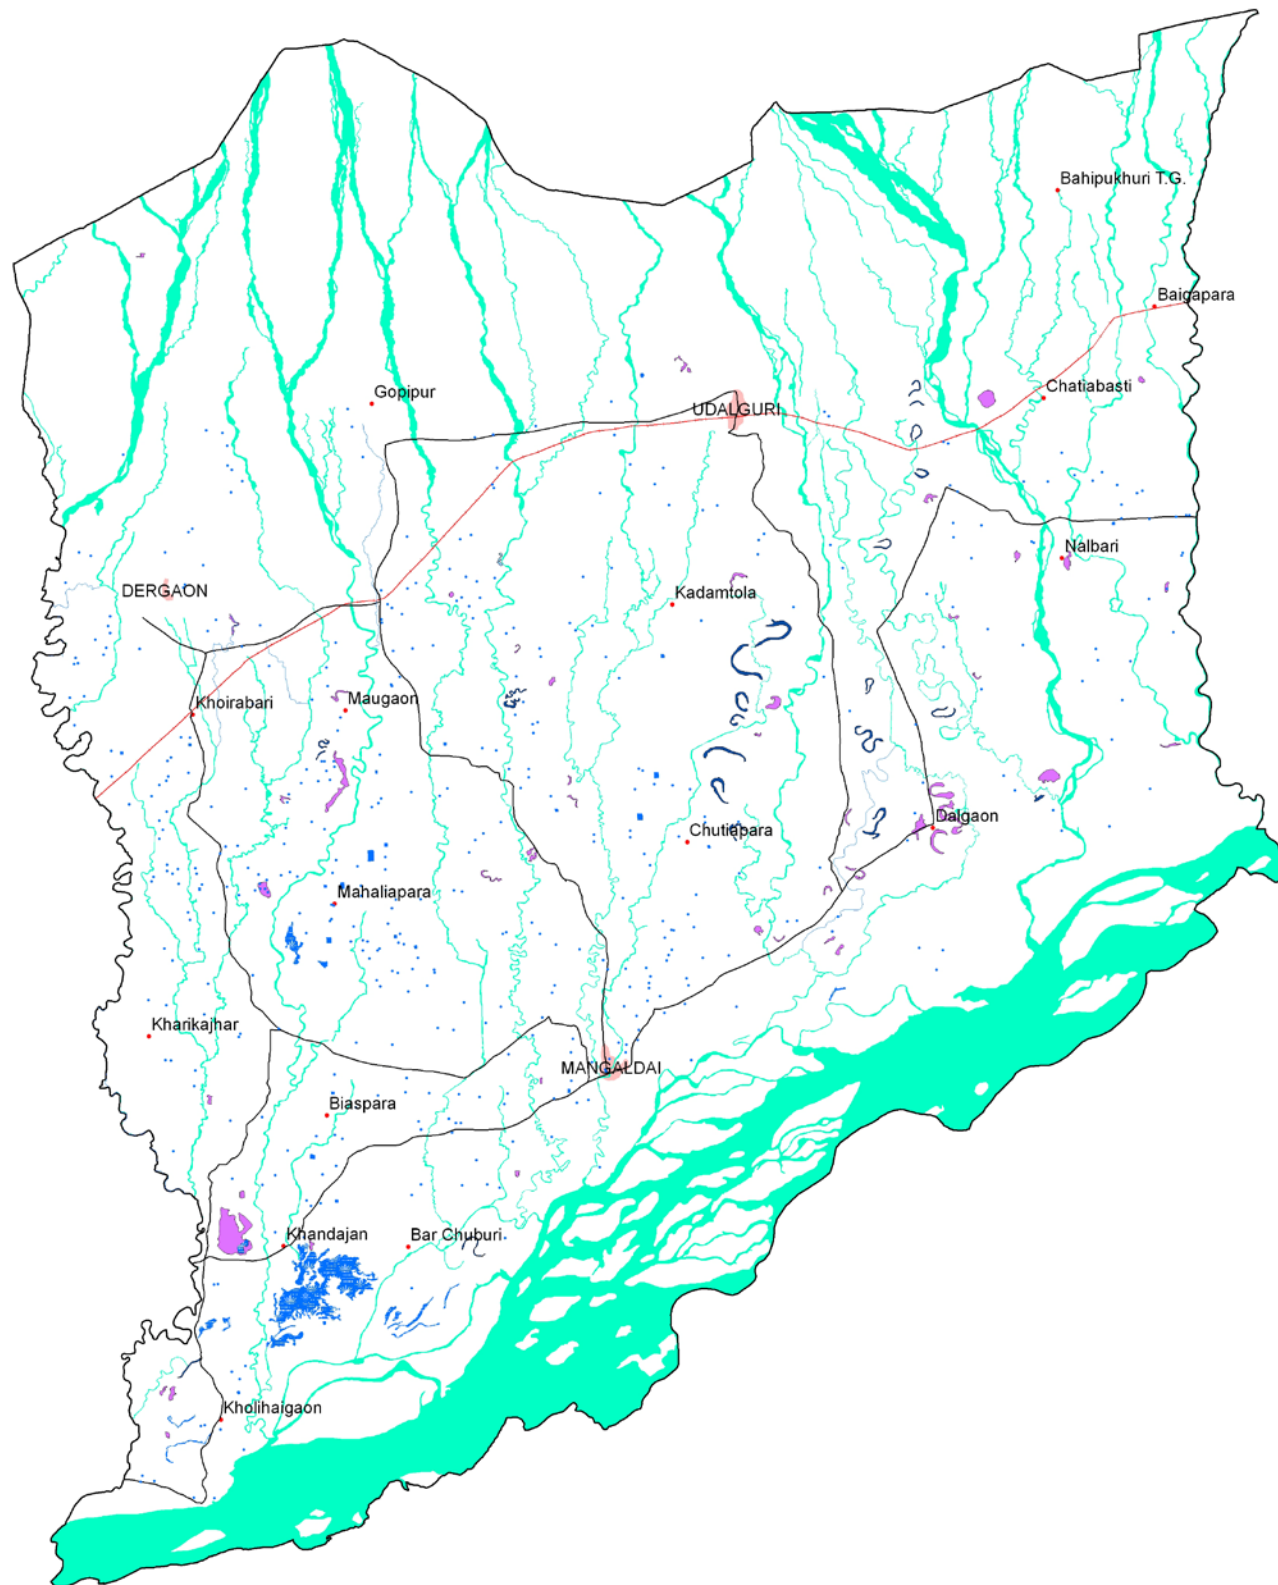 Bahipukhuri T.G.
Baigapara
Chatiabasti
Gopipur
UDALGURI
Nalbari
DERGAON
Kadamtola
Khoirabari
Maugaon
Dalgaon
Chutiapara
Mahaliapara
Kharikajhar
MANGALDAI
Biaspara
Khandajan
Bar Chuburi
Kholihaigaon